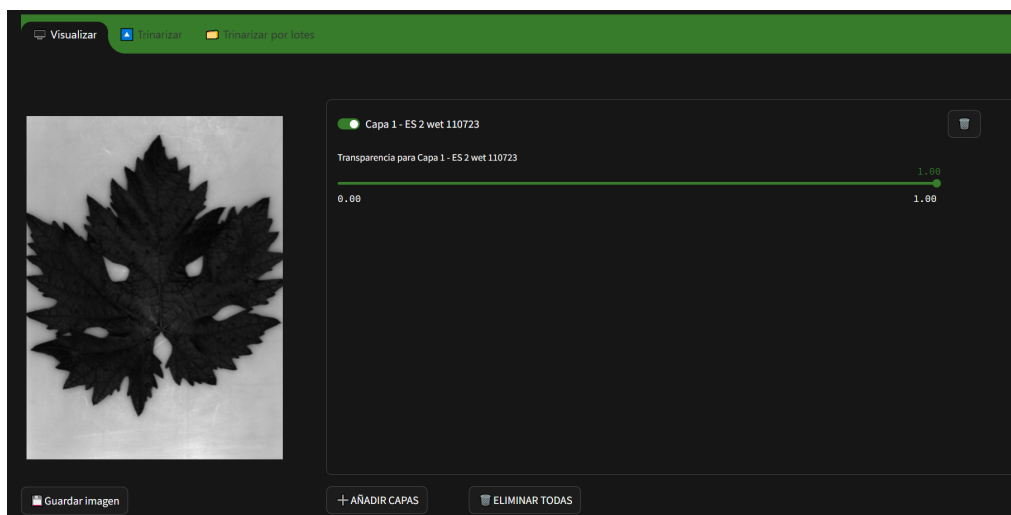 Visualizar Trinarizar Trinarizar por lotes
Capa 1 - ES 2 wet 110723
Transparencia para Capa 1 - ES 2 wet 110723
1.00
0.00 1.00
Guardar imagen + AÑADIR CAPAS ELIMINAR TODAS